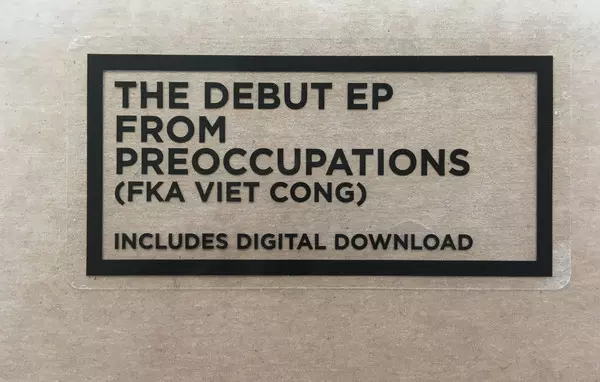 THE DEBUT EP
FROM
PREOCCUPATIONS
(FKA VIET CONG)
INCLUDES DIGITAL DOWNLOAD